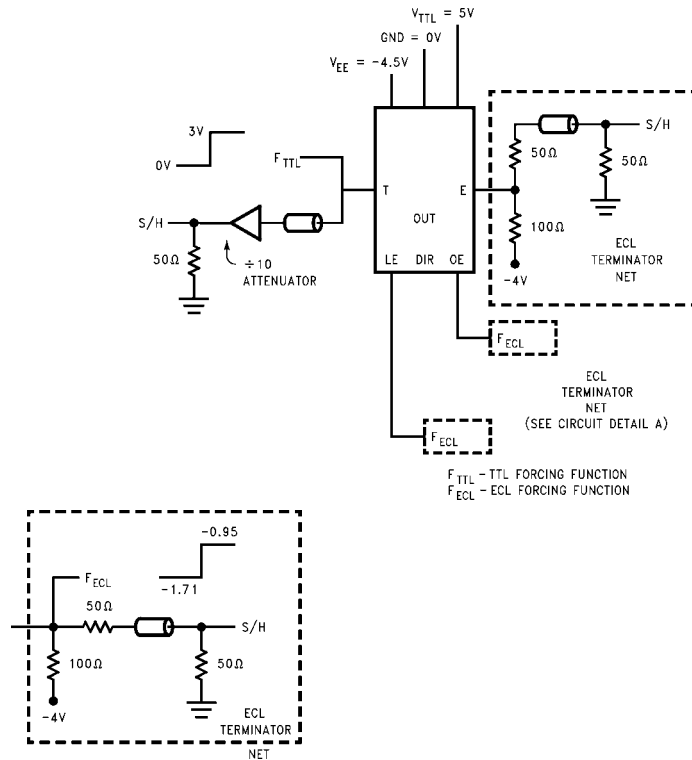 V_TTL = 5V
GND = 0V
V_EE = -4.5V
3V
0V
F_TTL
S/H
50Ω
÷10
ATTENUATOR
T
E
OUT
LE DIR OE
50Ω
S/H
50Ω
100Ω
-4V
ECL
TERMINATOR
NET
F_ECL
ECL
TERMINATOR
NET
(SEE CIRCUIT DETAIL A)
F_ECL
F_TTL - TTL FORCING FUNCTION
F_ECL - ECL FORCING FUNCTION
-0.95
-1.71
F_ECL
50Ω
S/H
100Ω
50Ω
-4V
ECL
TERMINATOR
NET